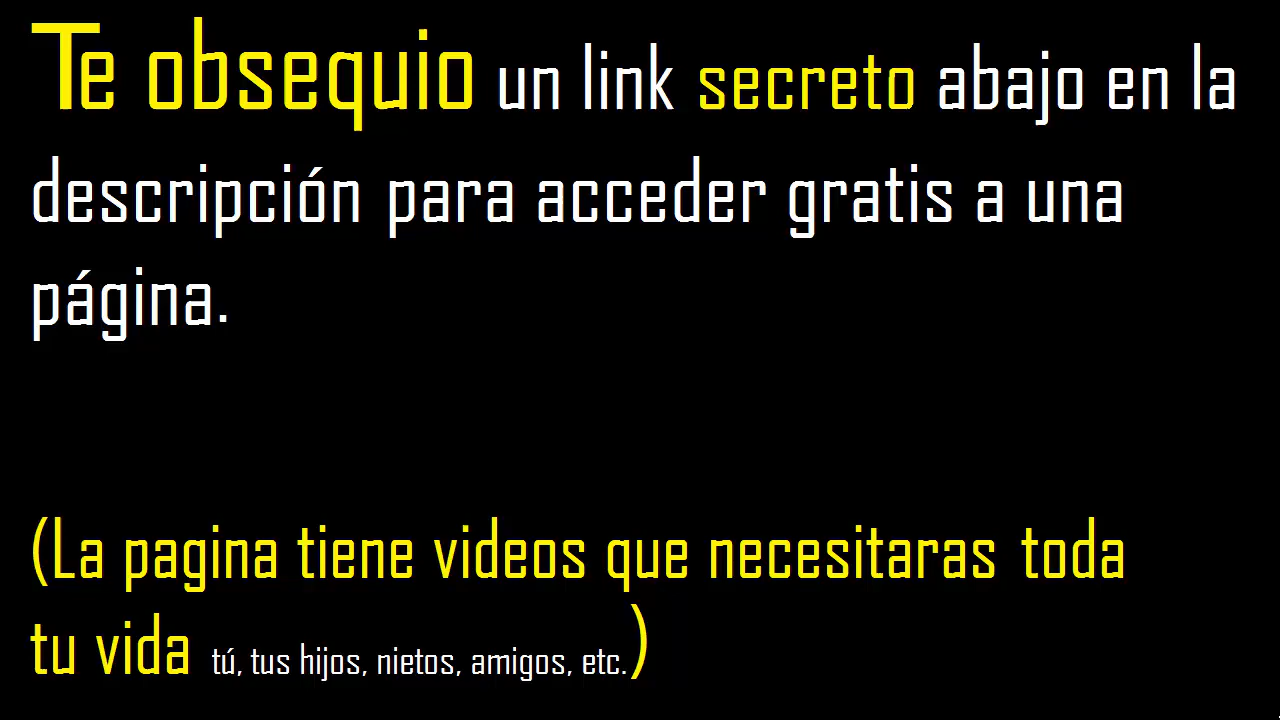 Te obsequio un link secreto abajo en la
descripción para acceder gratis a una
página.
(La pagina tiene videos que necesitaras toda
tu vida tú, tus hijos, nietos, amigos, etc.)